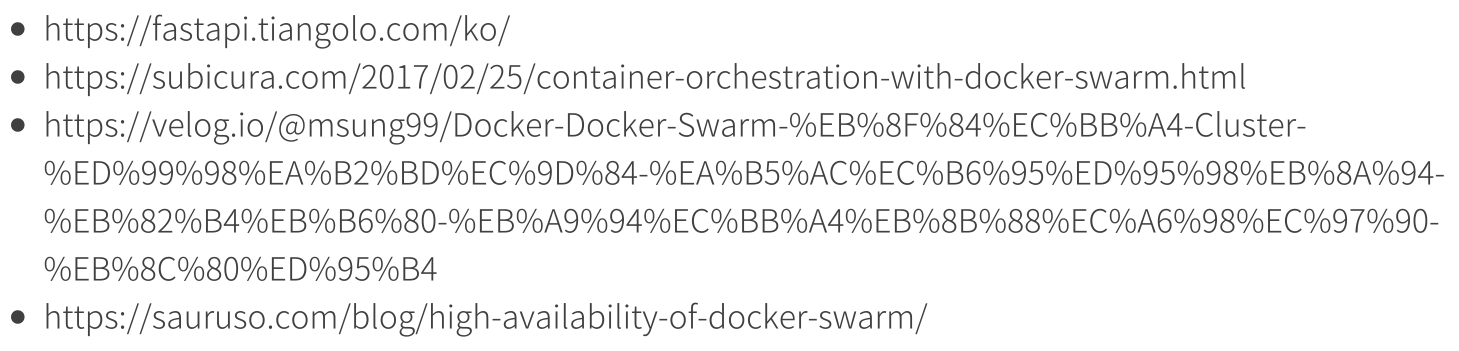 • https://fastapi.tiangolo.com/ko/
• https://subicura.com/2017/02/25/container-orchestration-with-docker-swarm.html
• https://velog.io/@msung99/Docker-Docker-Swarm-%EB%8F%84%EC%BB%A4-Cluster-
%ED%99%98%EA%B2%BD%EC%9D%84-%EA%B5%AC%EC%B6%95%ED%95%98%EB%8A%94-
%EB%82%B4%EB%B6%80-%EB%A9%94%EC%BB%A4%EB%8B%88%EC%A6%98%EC%97%90-
%EB%8C%80%ED%95%B4
• https://sauruso.com/blog/high-availability-of-docker-swarm/